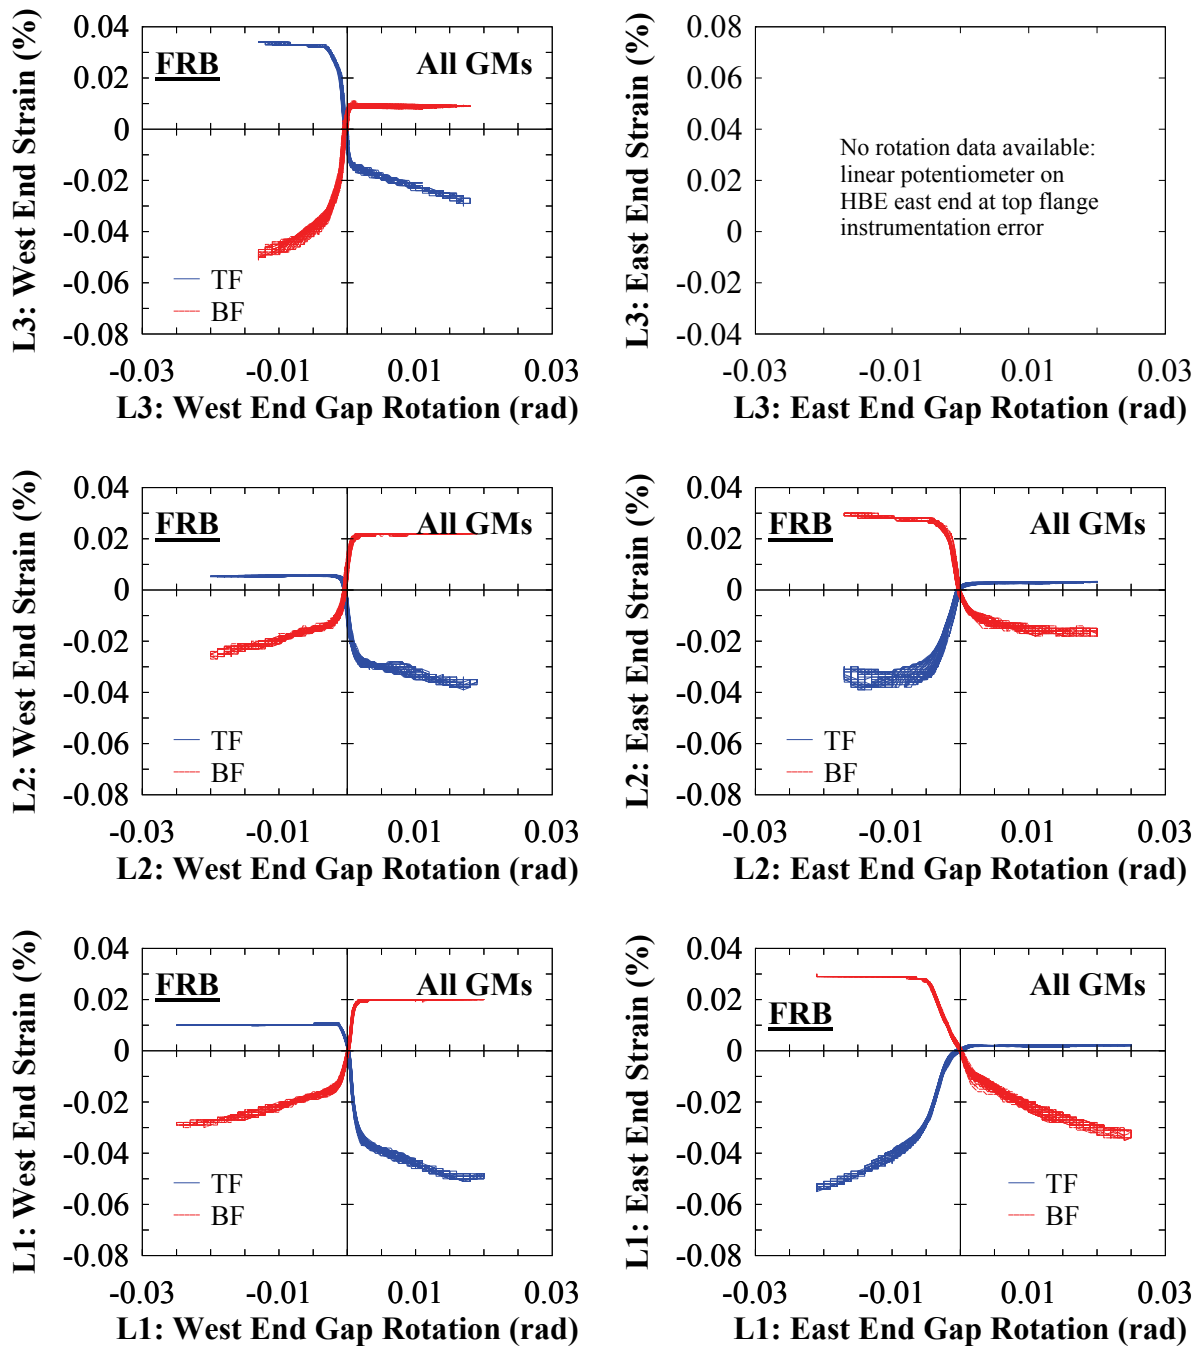 L3: West End Strain (%)
0.04
0.02
0
-0.02
-0.04
-0.06
-0.08
FRB
All GMs
TF
BF
-0.03
-0.01
0.01
0.03
L3: West End Gap Rotation (rad)
L3: East End Strain (%)
0.08
0.06
0.04
0.02
0
-0.02
-0.04
No rotation data available:
linear potentiometer on
HBE east end at top flange
instrumentation error
-0.03
-0.01
0.01
0.03
L3: East End Gap Rotation (rad)
L2: West End Strain (%)
0.04
0.02
0
-0.02
-0.04
-0.06
-0.08
FRB
All GMs
TF
BF
-0.03
-0.01
0.01
0.03
L2: West End Gap Rotation (rad)
L2: East End Strain (%)
0.04
0.02
0
-0.02
-0.04
-0.06
-0.08
FRB
All GMs
TF
BF
-0.03
-0.01
0.01
0.03
L2: East End Gap Rotation (rad)
L1: West End Strain (%)
0.04
0.02
0
-0.02
-0.04
-0.06
-0.08
FRB
All GMs
TF
BF
-0.03
-0.01
0.01
0.03
L1: West End Gap Rotation (rad)
L1: East End Strain (%)
0.04
0.02
0
-0.02
-0.04
-0.06
-0.08
All GMs
FRB
TF
BF
-0.03
-0.01
0.01
0.03
L1: East End Gap Rotation (rad)